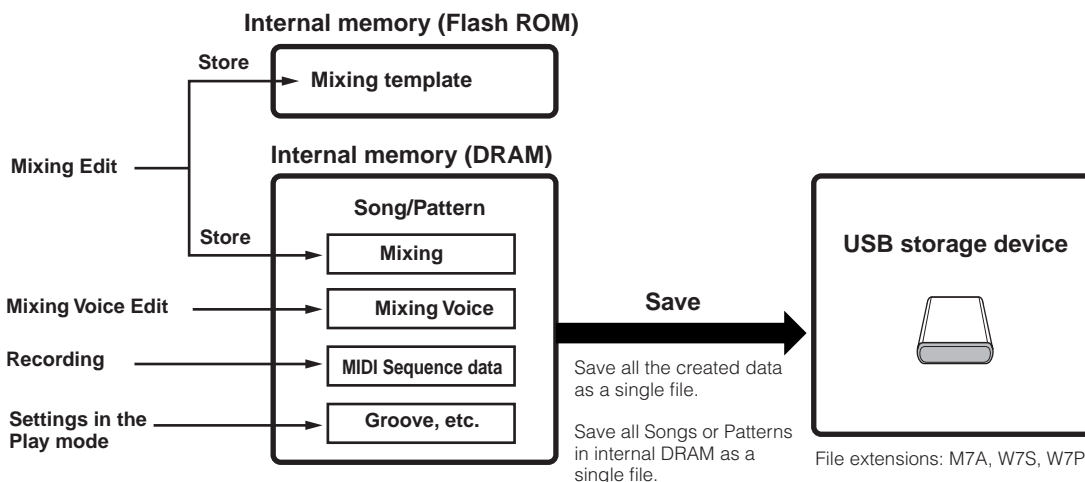 Internal memory (Flash ROM)
Store
Mixing template
Mixing Edit
Internal memory (DRAM)
Song/Pattern
Store
Mixing
Mixing Voice Edit
Mixing Voice
Recording
MIDI Sequence data
Settings in the
Play mode
Groove, etc.
Save
Save all the created data
as a single file.
Save all Songs or Patterns
in internal DRAM as a
single file.
USB storage device
File extensions: M7A, W7S, W7P